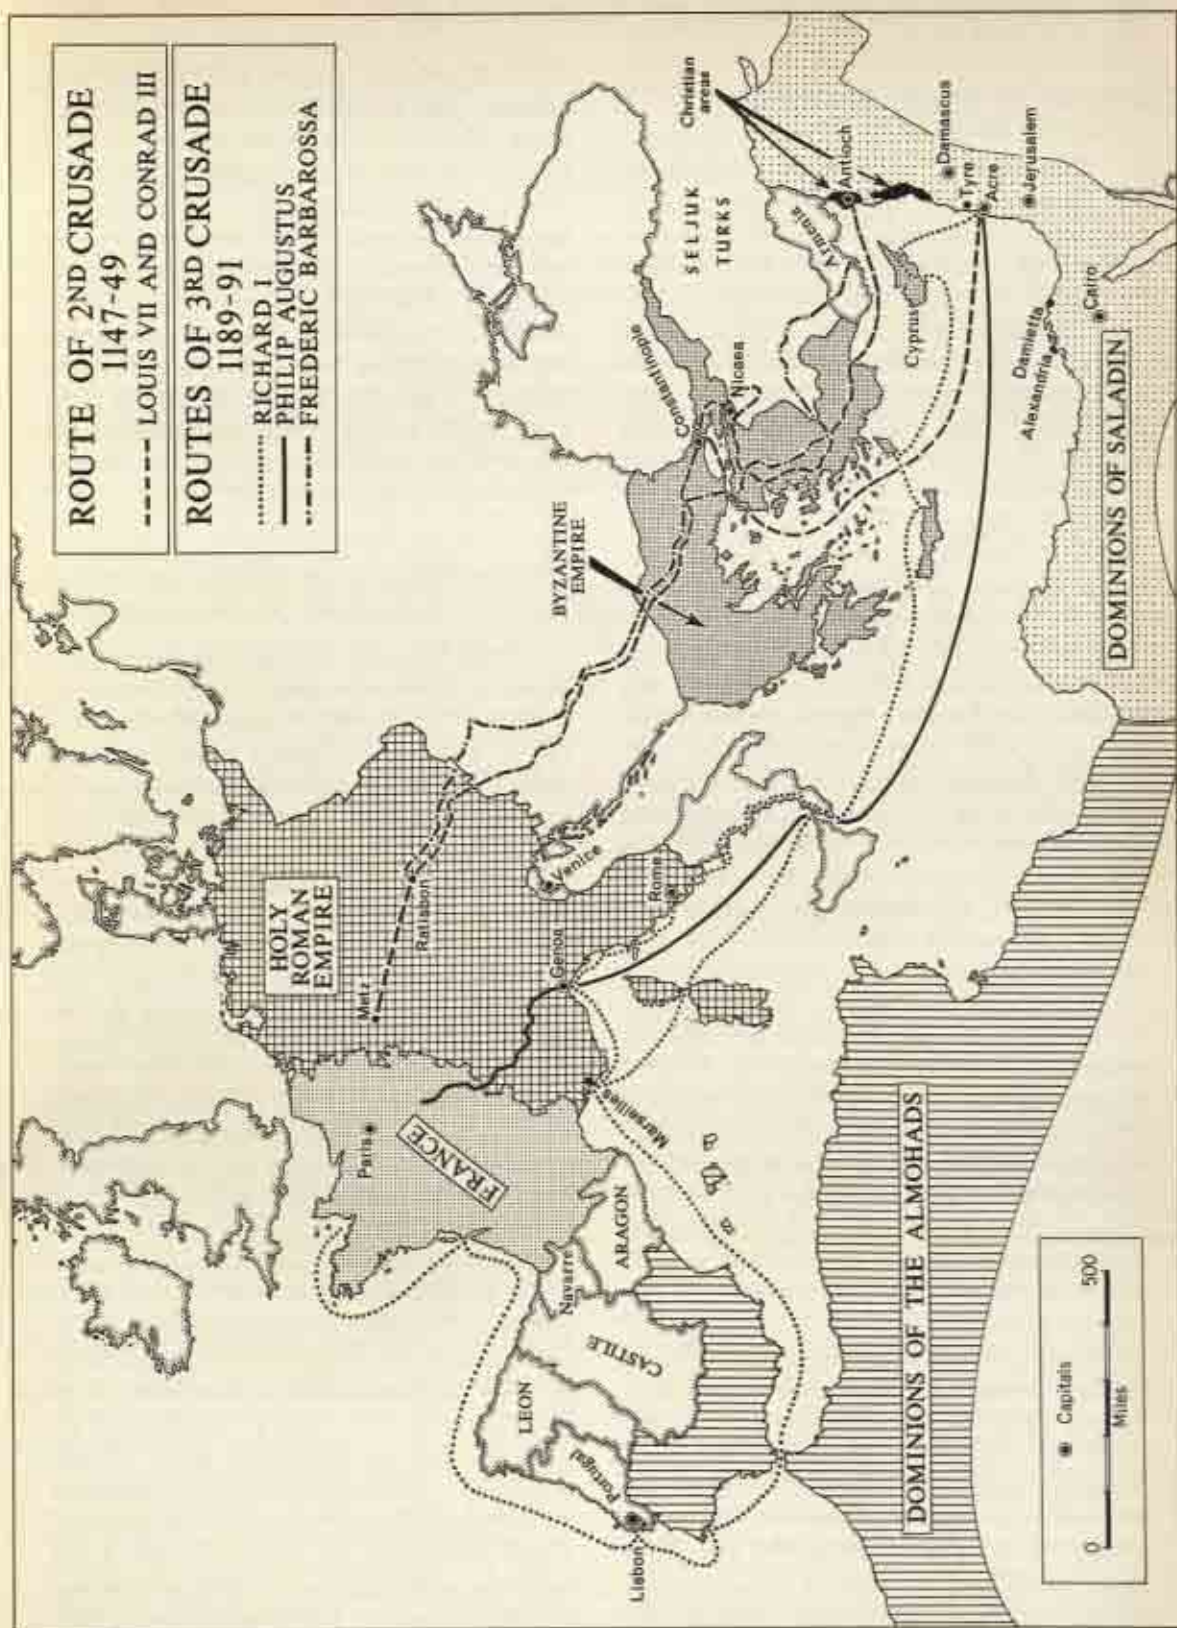 ROUTE OF 2ND CRUSADE
1147-49
LOUIS VII AND CONRAD III
ROUTES OF 3RD CRUSADE
1189-91
RICHARD I
PHILIP AUGUSTUS
FREDERIC BARBAROSSA
HOLY
ROMAN
EMPIRE
Metz
Ratisbon
Paris
FRANCE
Genoa
Venice
Rome
Marseilles
BYZANTINE
EMPIRE
Constantinople
Nicaea
SELJUK
TURKS
Armenia
Christian
areas
Antioch
Cyprus
Damascus
Tyre
Acre
Jerusalem
Damietta
Alexandria
Cairo
DOMINIONS OF SALADIN
LEON
Navarre
ARAGON
CASTILE
Portugal
Lisbon
DOMINIONS OF THE ALMOHADS
Capitals
0 500
Miles